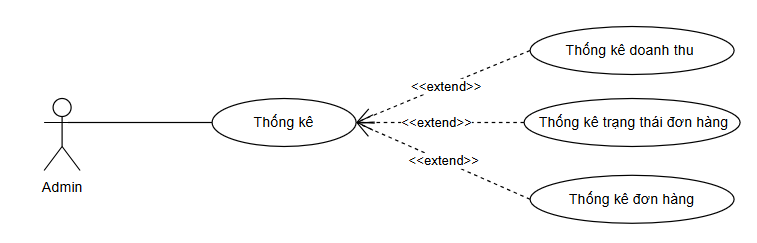 Thống kê doanh thu
<<extend>>
Thống kê
<<extend>>
Thống kê trạng thái đơn hàng
<<extend>>
Admin
Thống kê đơn hàng